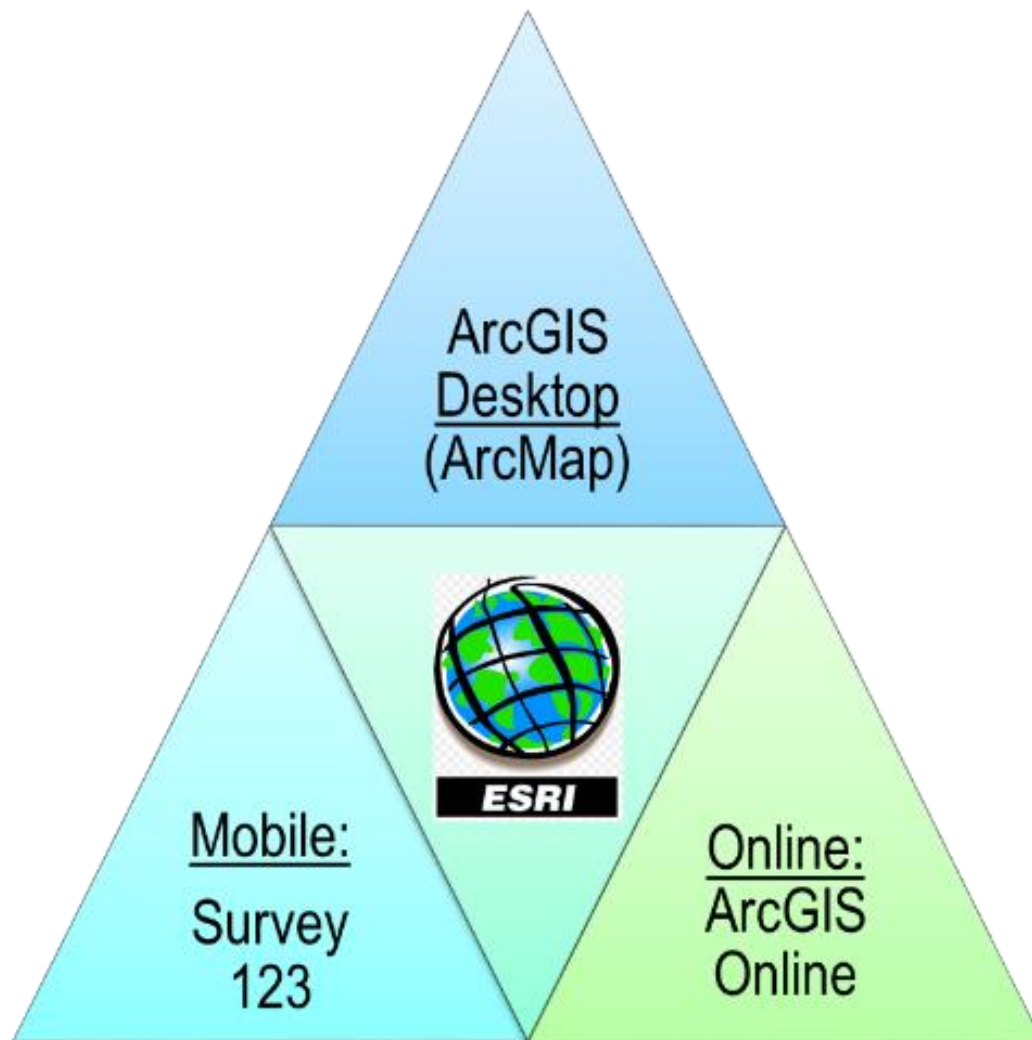 ArcGIS
Desktop
(ArcMap)
ESRI
Mobile:
Survey
123
Online:
ArcGIS
Online